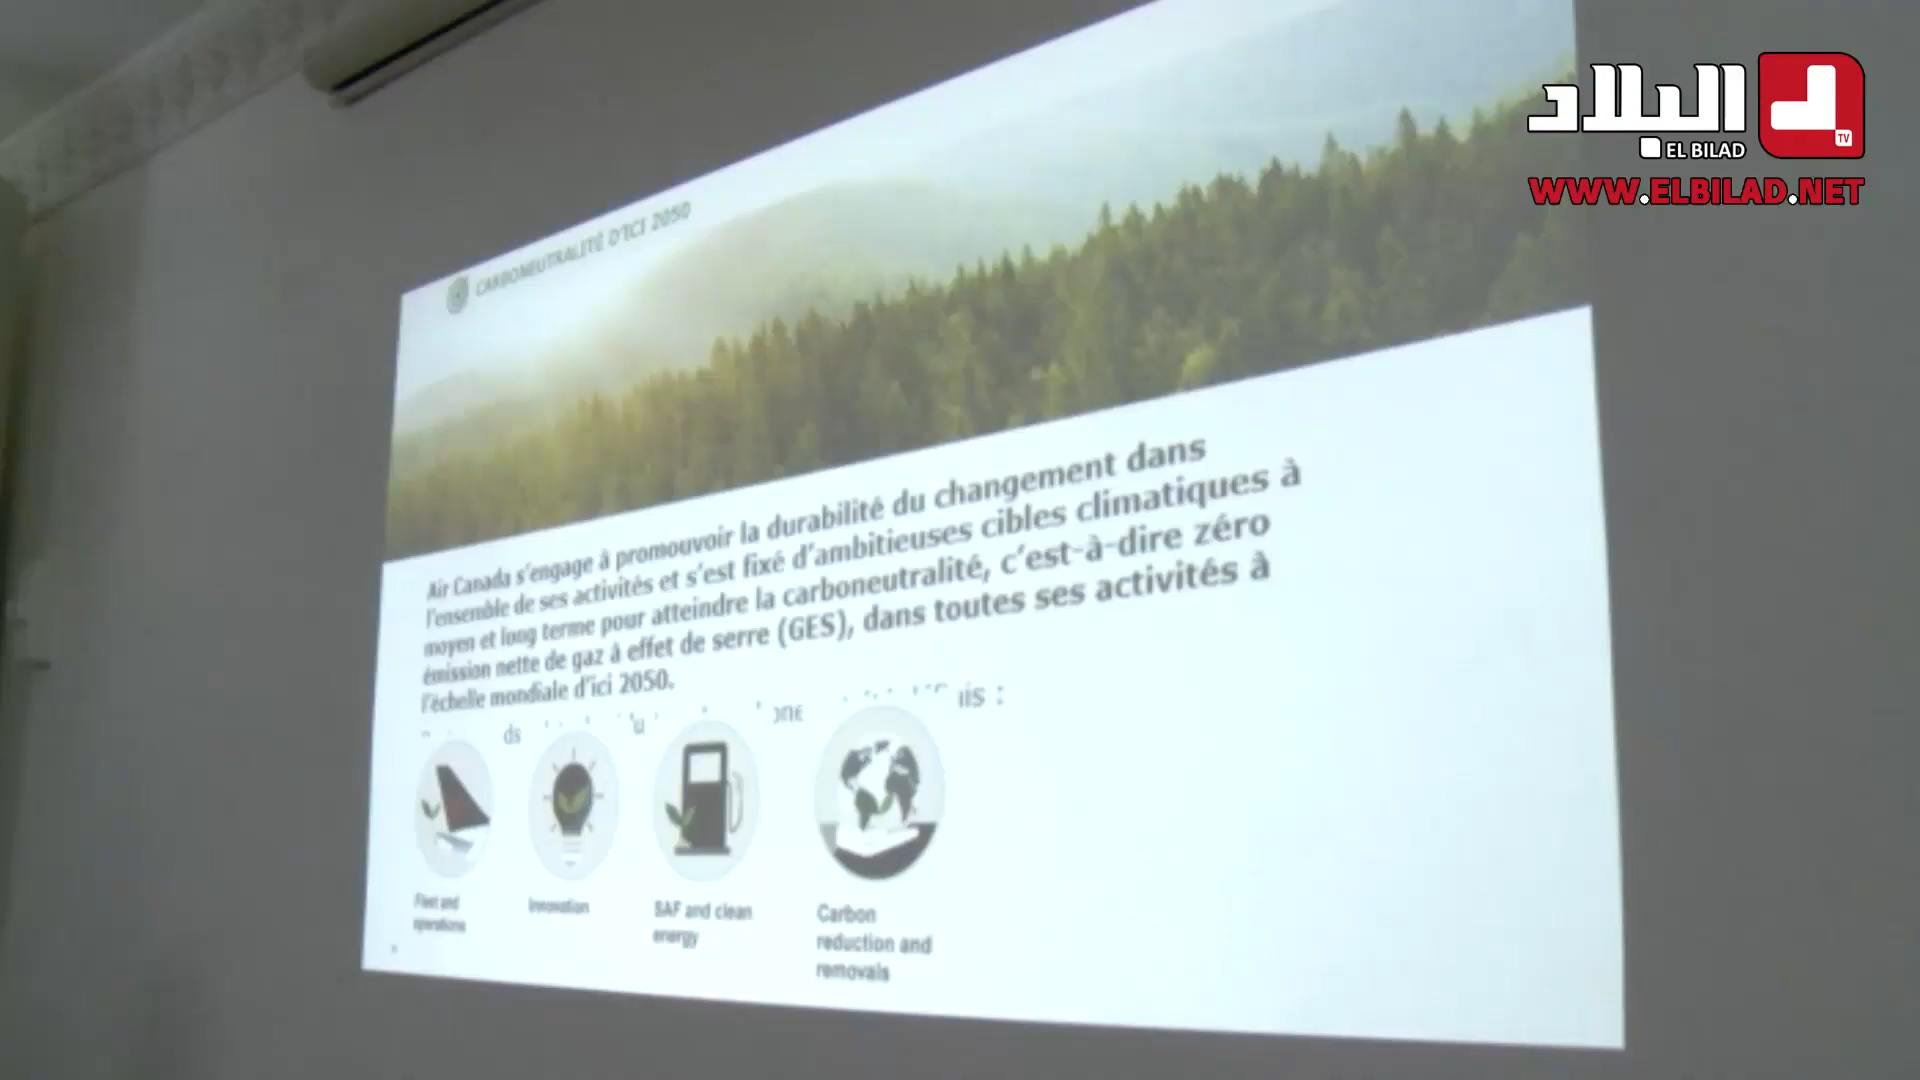 البلاد
TV
EL BILAD
WWW.ELBILAD.NET
CARBONEUTRALITÉ D'ICI 2050
Air Canada s'engage à promouvoir la durabilité du changement dans
l'ensemble de ses activités et s'est fixé d'ambitieuses cibles climatiques à
moyen et long terme pour atteindre la carboneutralité, c'est-à-dire zéro
émission nette de gaz à effet de serre (GES), dans toutes ses activités à
l'échelle mondiale d'ici 2050.
Fleet and
operations
Innovation
SAF and clean
energy
Carbon
reduction and
removals